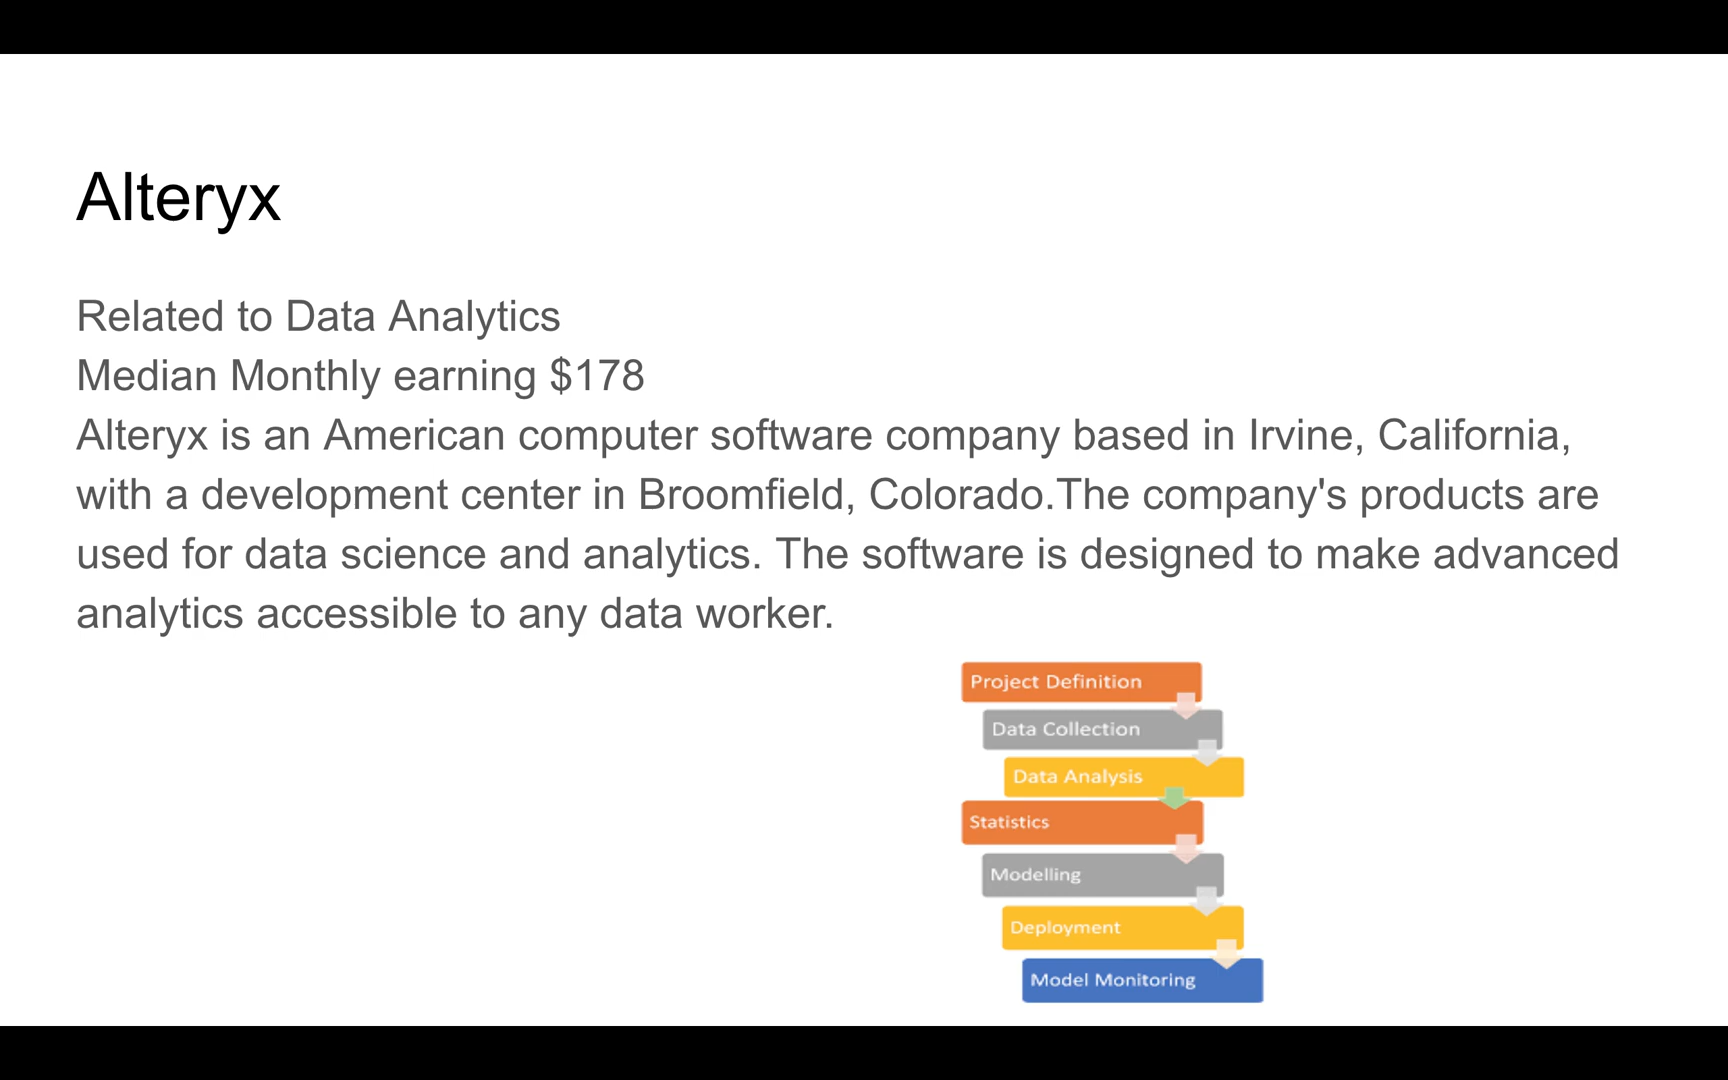 Alteryx
Related to Data Analytics
Median Monthly earning $178
Alteryx is an American computer software company based in Irvine, California,
with a development center in Broomfield, Colorado.The company's products are
used for data science and analytics. The software is designed to make advanced
analytics accessible to any data worker.
Project Definition
Data Collection
Data Analysis
Statistics
Modelling
Deployment
Model Monitoring